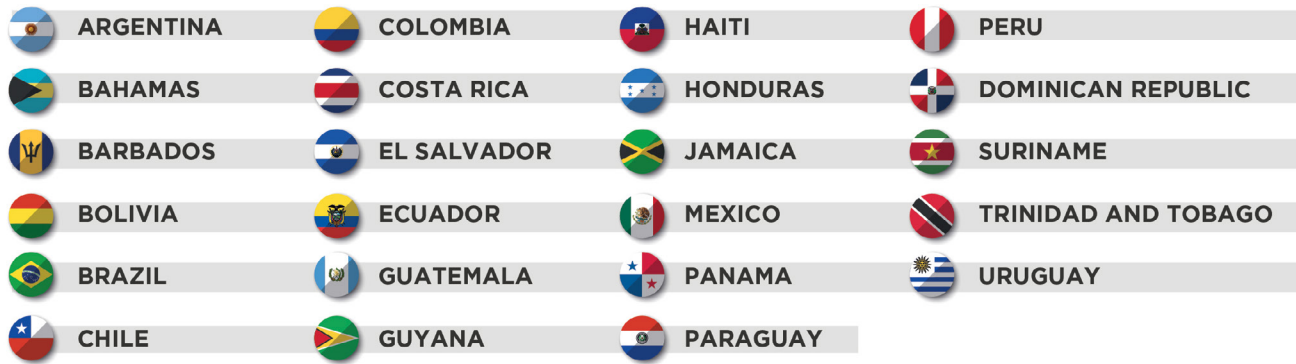 ARGENTINA
BAHAMAS
BARBADOS
BOLIVIA
BRAZIL
CHILE
COLOMBIA
COSTA RICA
EL SALVADOR
ECUADOR
GUATEMALA
GUYANA
HAITI
HONDURAS
JAMAICA
MEXICO
PANAMA
PARAGUAY
PERU
DOMINICAN REPUBLIC
SURINAME
TRINIDAD AND TOBAGO
URUGUAY